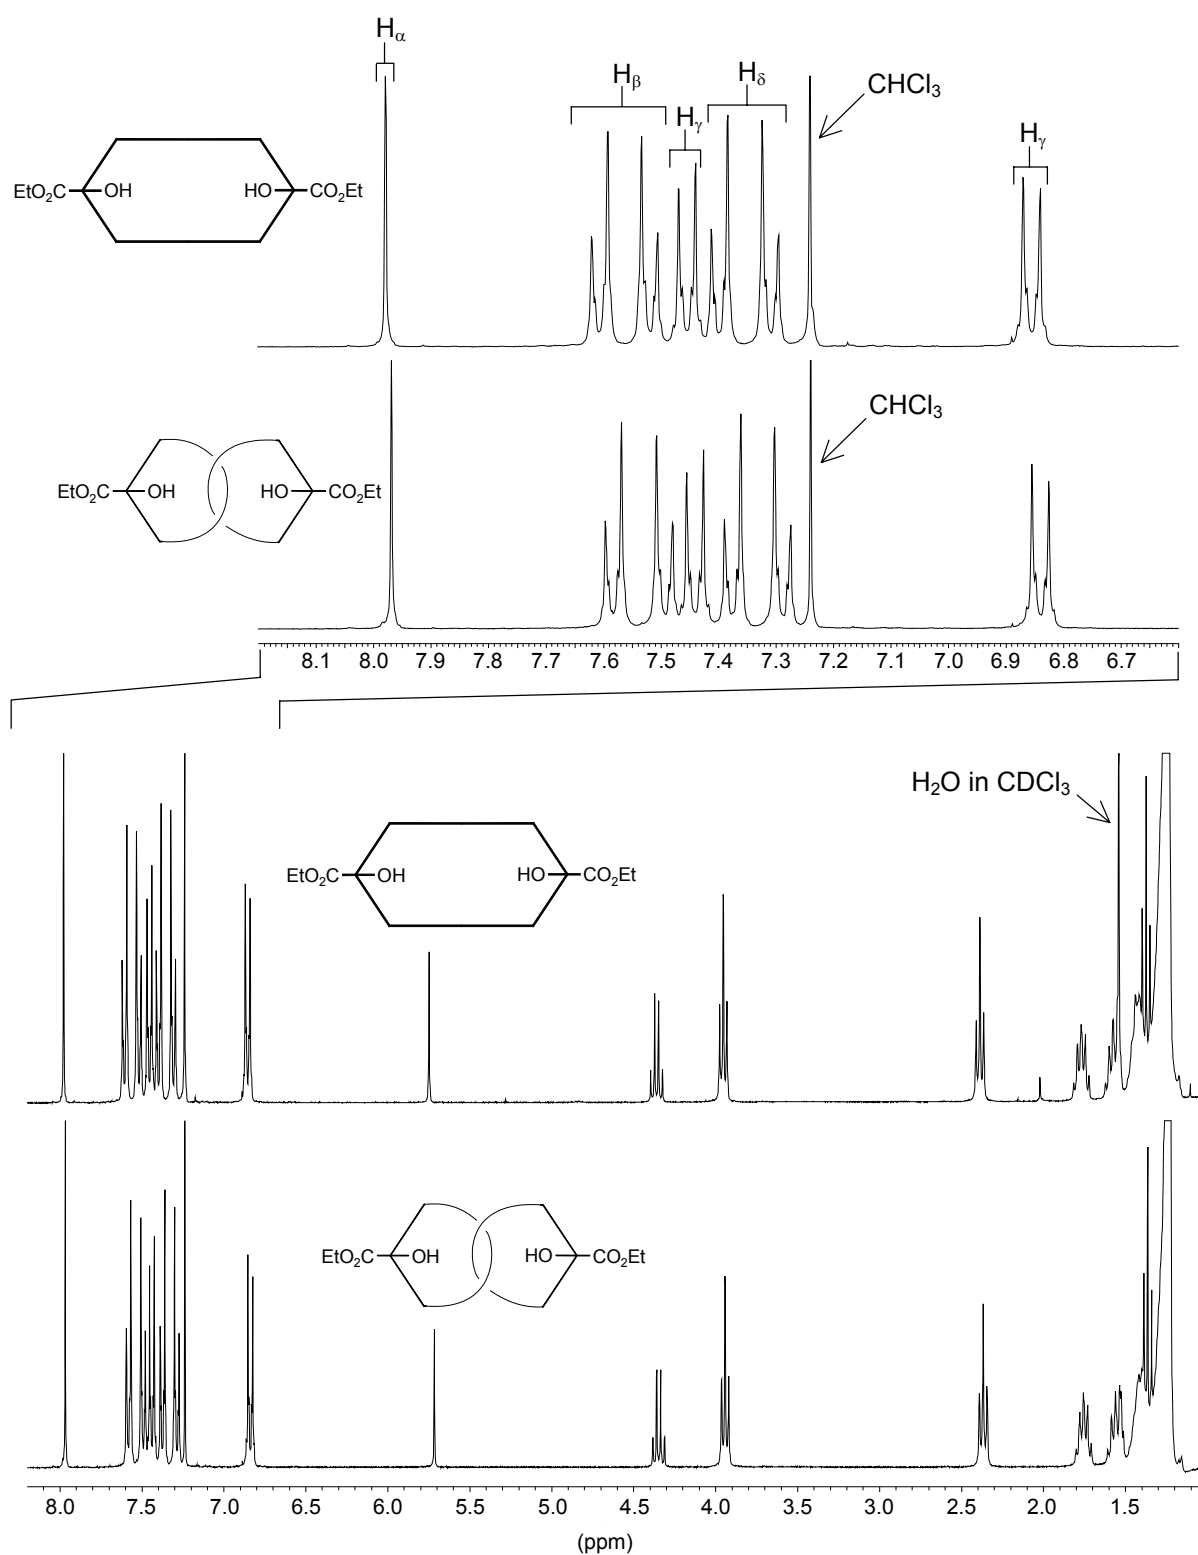 Hα
Hβ
Hδ
Hγ
CHCl₃
Hγ
EtO₂C OH HO CO₂Et
CHCl₃
EtO₂C OH HO CO₂Et
8.1 8.0 7.9 7.8 7.7 7.6 7.5 7.4 7.3 7.2 7.1 7.0 6.9 6.8 6.7
H₂O in CDCl₃
EtO₂C OH HO CO₂Et
EtO₂C OH HO CO₂Et
8.0 7.5 7.0 6.5 6.0 5.5 5.0 4.5 4.0 3.5 3.0 2.5 2.0 1.5
(ppm)